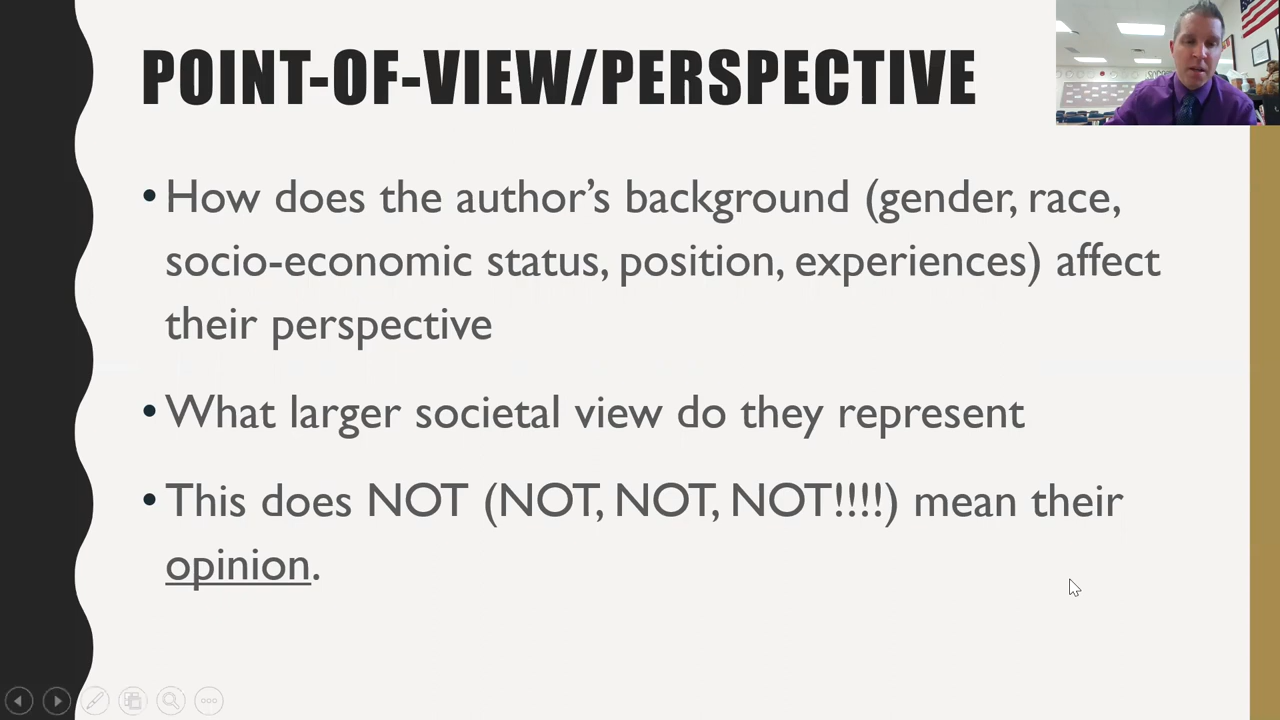 POINT-OF-VIEW/PERSPECTIVE
• How does the author’s background (gender, race,
socio-economic status, position, experiences) affect
their perspective
• What larger societal view do they represent
• This does NOT (NOT, NOT, NOT!!!!) mean their
opinion.